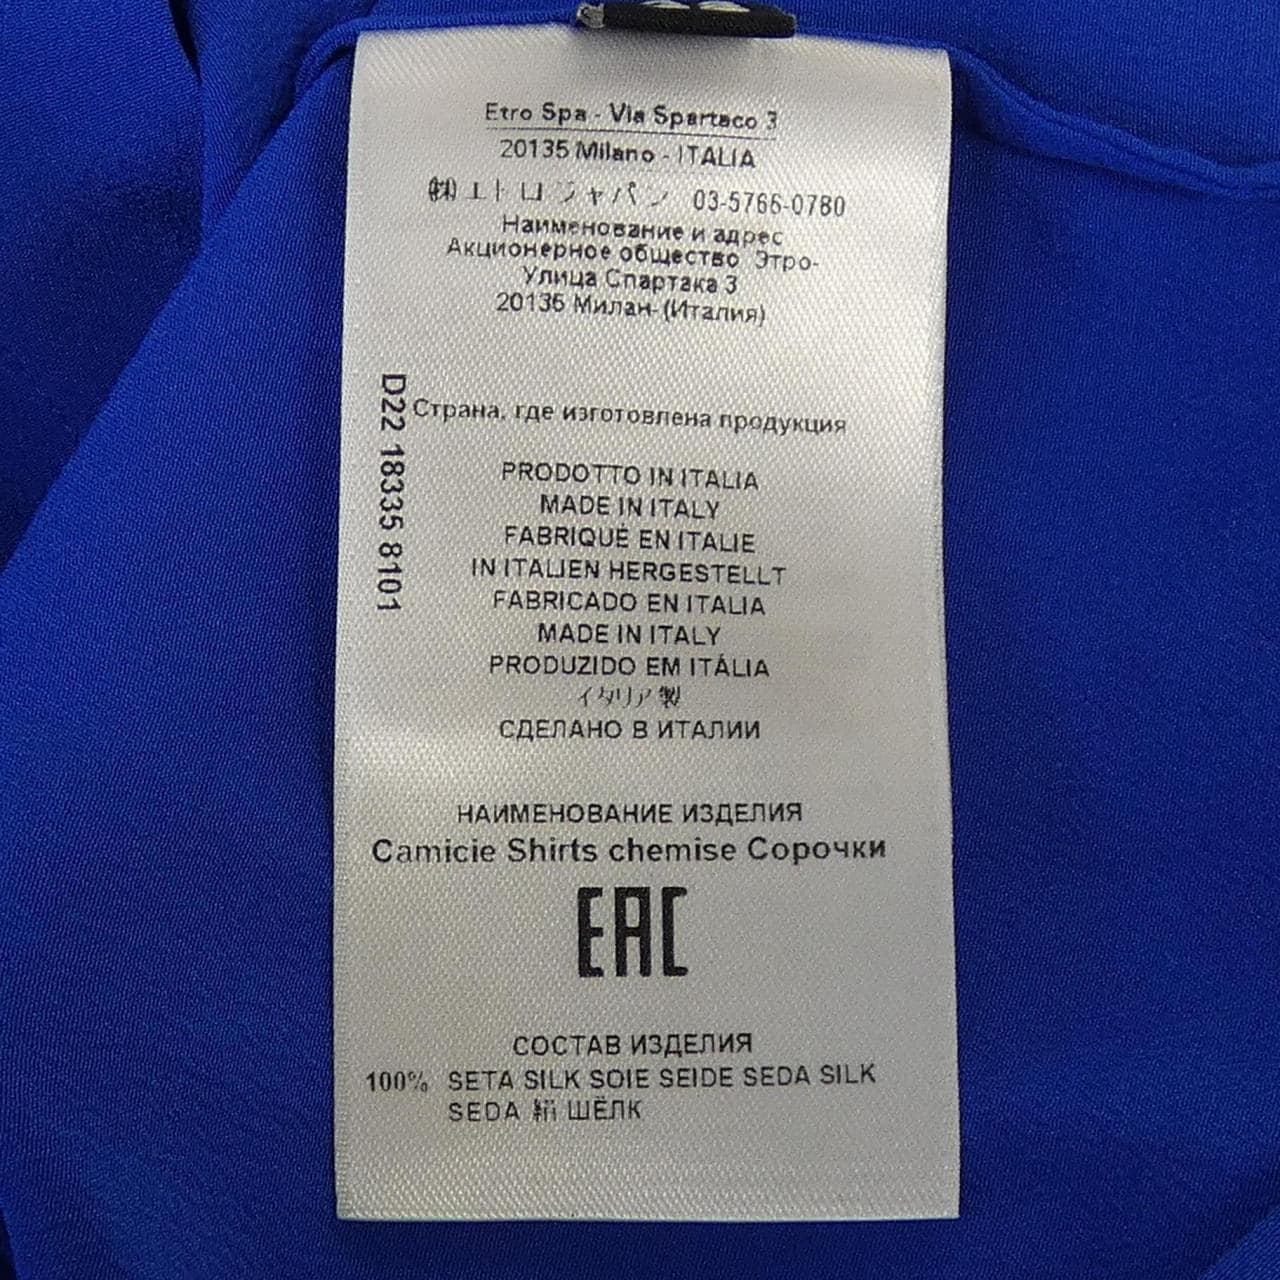 Etro Spa - Via Spartaco 3
20135 Milano - ITALIA
㈱エトロジャパン 03-5766-0780
Наименование и адрес
Акционерное общество Этро-
Улица Спартака 3
20135 Милан- (Италия)
D22 18335 8101
Страна, где изготовлена продукция
PRODOTTO IN ITALIA
MADE IN ITALY
FABRIQUÉ EN ITALIE
IN ITALIEN HERGESTELLT
FABRICADO EN ITALIA
MADE IN ITALY
PRODUZIDO EM ITÁLIA
イタリア製
СДЕЛАНО В ИТАЛИИ
НАИМЕНОВАНИЕ ИЗДЕЛИЯ
Camicie Shirts chemise Сорочки
EAC
СОСТАВ ИЗДЕЛИЯ
100% SETA SILK SOIE SEIDE SEDA SILK
SEDA 絹 ШЁЛК